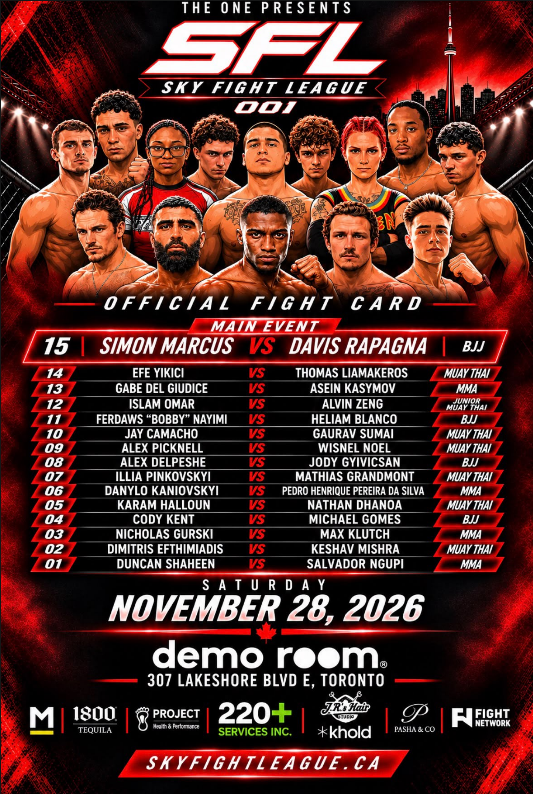 THE ONE PRESENTS
SFL
SKY FIGHT LEAGUE
001
OFFICIAL FIGHT CARD
MAIN EVENT
15 SIMON MARCUS VS DAVIS RAPAGNA BJJ
14 EFE YIKICI VS THOMAS LIAMAKEROS MUAY THAI
13 GABE DEL GIUDICE VS ASEIN KASYMOV MMA
12 ISLAM OMAR VS ALVIN ZENG JUNIOR MUAY THAI
11 FERDAWS "BOBBY" NAYIMI VS HELIAM BLANCO BJJ
10 JAY CAMACHO VS GAURAV SUMAI MUAY THAI
09 ALEX PICKNELL VS WISNEL NOEL MUAY THAI
08 ALEX DELPESHE VS JODY GYIVICSAN BJJ
07 ILLIA PINKOVSKYI VS MATHIAS GRANDMONT MUAY THAI
06 DANYLO KANIOVSKYI VS PEDRO HENRIQUE PEREIRA DA SILVA MMA
05 KARAM HALLOUN VS NATHAN DHANOA MUAY THAI
04 CODY KENT VS MICHAEL GOMES BJJ
03 NICHOLAS GURSKI VS MAX KLUTCH MMA
02 DIMITRIS EFTHIMIADIS VS KESHAV MISHRA MUAY THAI
01 DUNCAN SHAHEEN VS SALVADOR NGUPI MMA
SATURDAY
NOVEMBER 28, 2026
demo room®
307 LAKESHORE BLVD E, TORONTO
M
1800
TEQUILA
PROJECT
Health & Performance
220+
SERVICES INC.
J.R's Hair
STUDIO
*khold
P
PASHA & CO
FIGHT
NETWORK
SKYFIGHTLEAGUE.CA